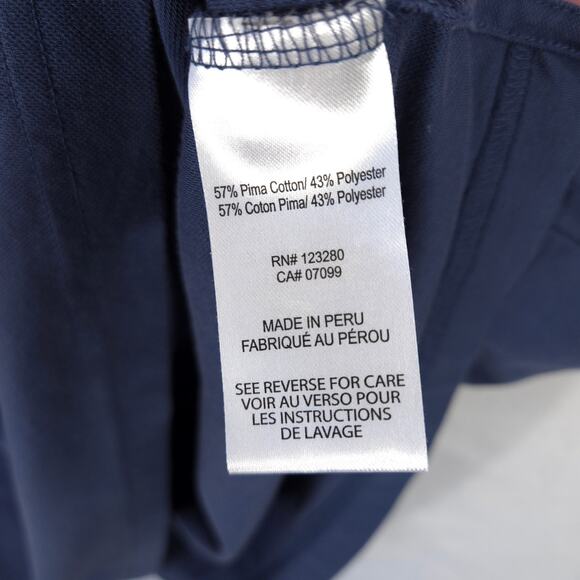 57% Pima Cotton/ 43% Polyester
57% Coton Pima/ 43% Polyester
RN# 123280
CA# 07099
MADE IN PERU
FABRIQUÉ AU PÉROU
SEE REVERSE FOR CARE
VOIR AU VERSO POUR
LES INSTRUCTIONS
DE LAVAGE